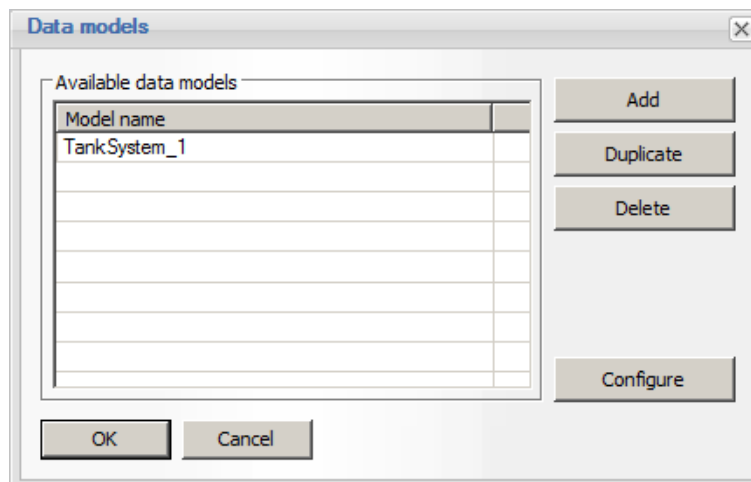 Data models
Available data models
Model name
TankSystem_1
Add
Duplicate
Delete
Configure
OK
Cancel